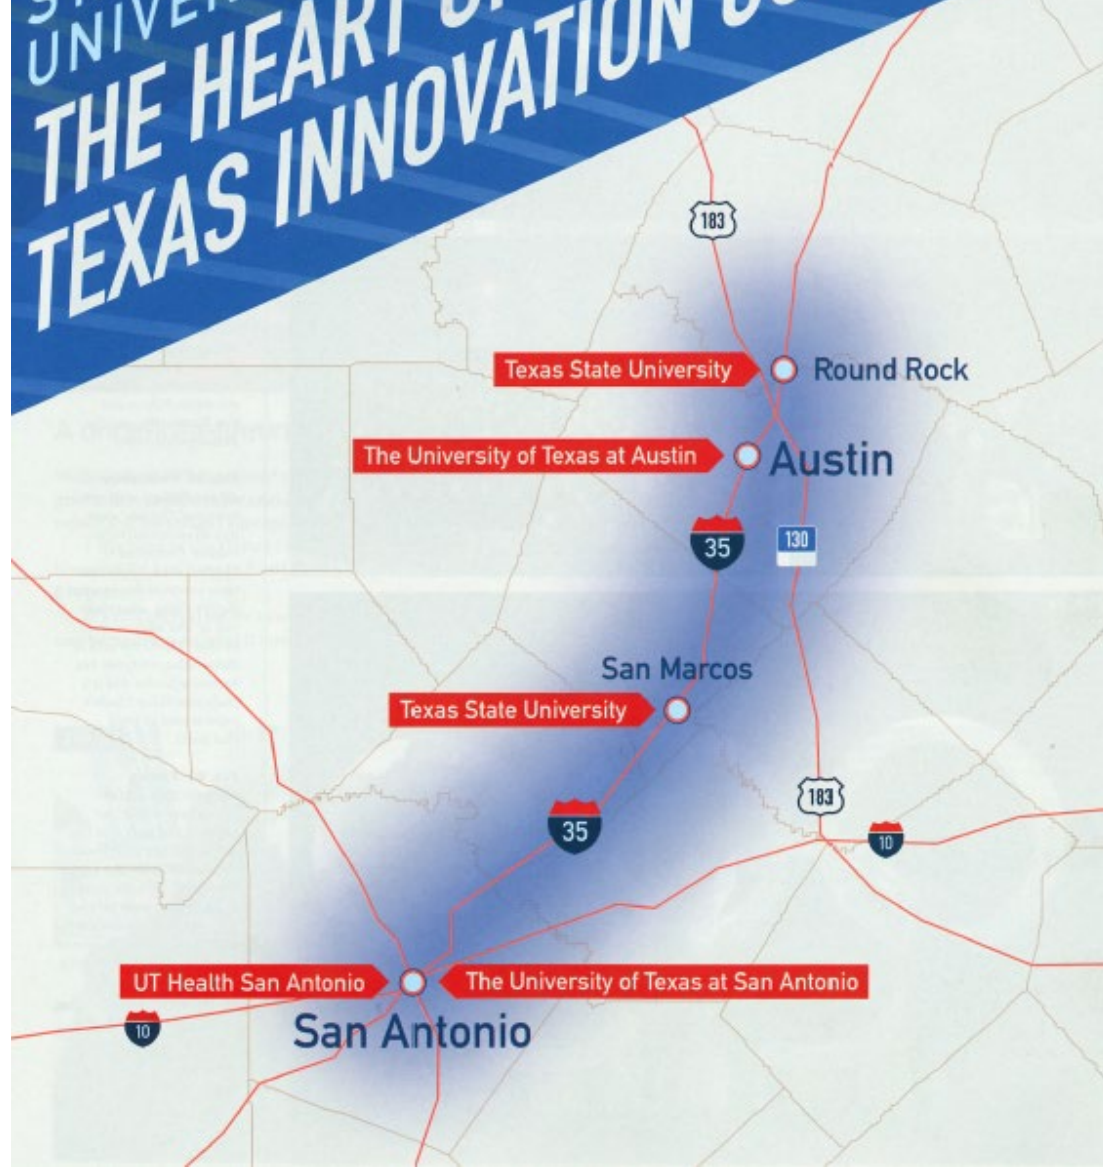 THE HEART
TEXAS INNOVATION
183
Texas State University
Round Rock
The University of Texas at Austin
Austin
35
130
San Marcos
Texas State University
183
35
10
UT Health San Antonio
The University of Texas at San Antonio
10
San Antonio